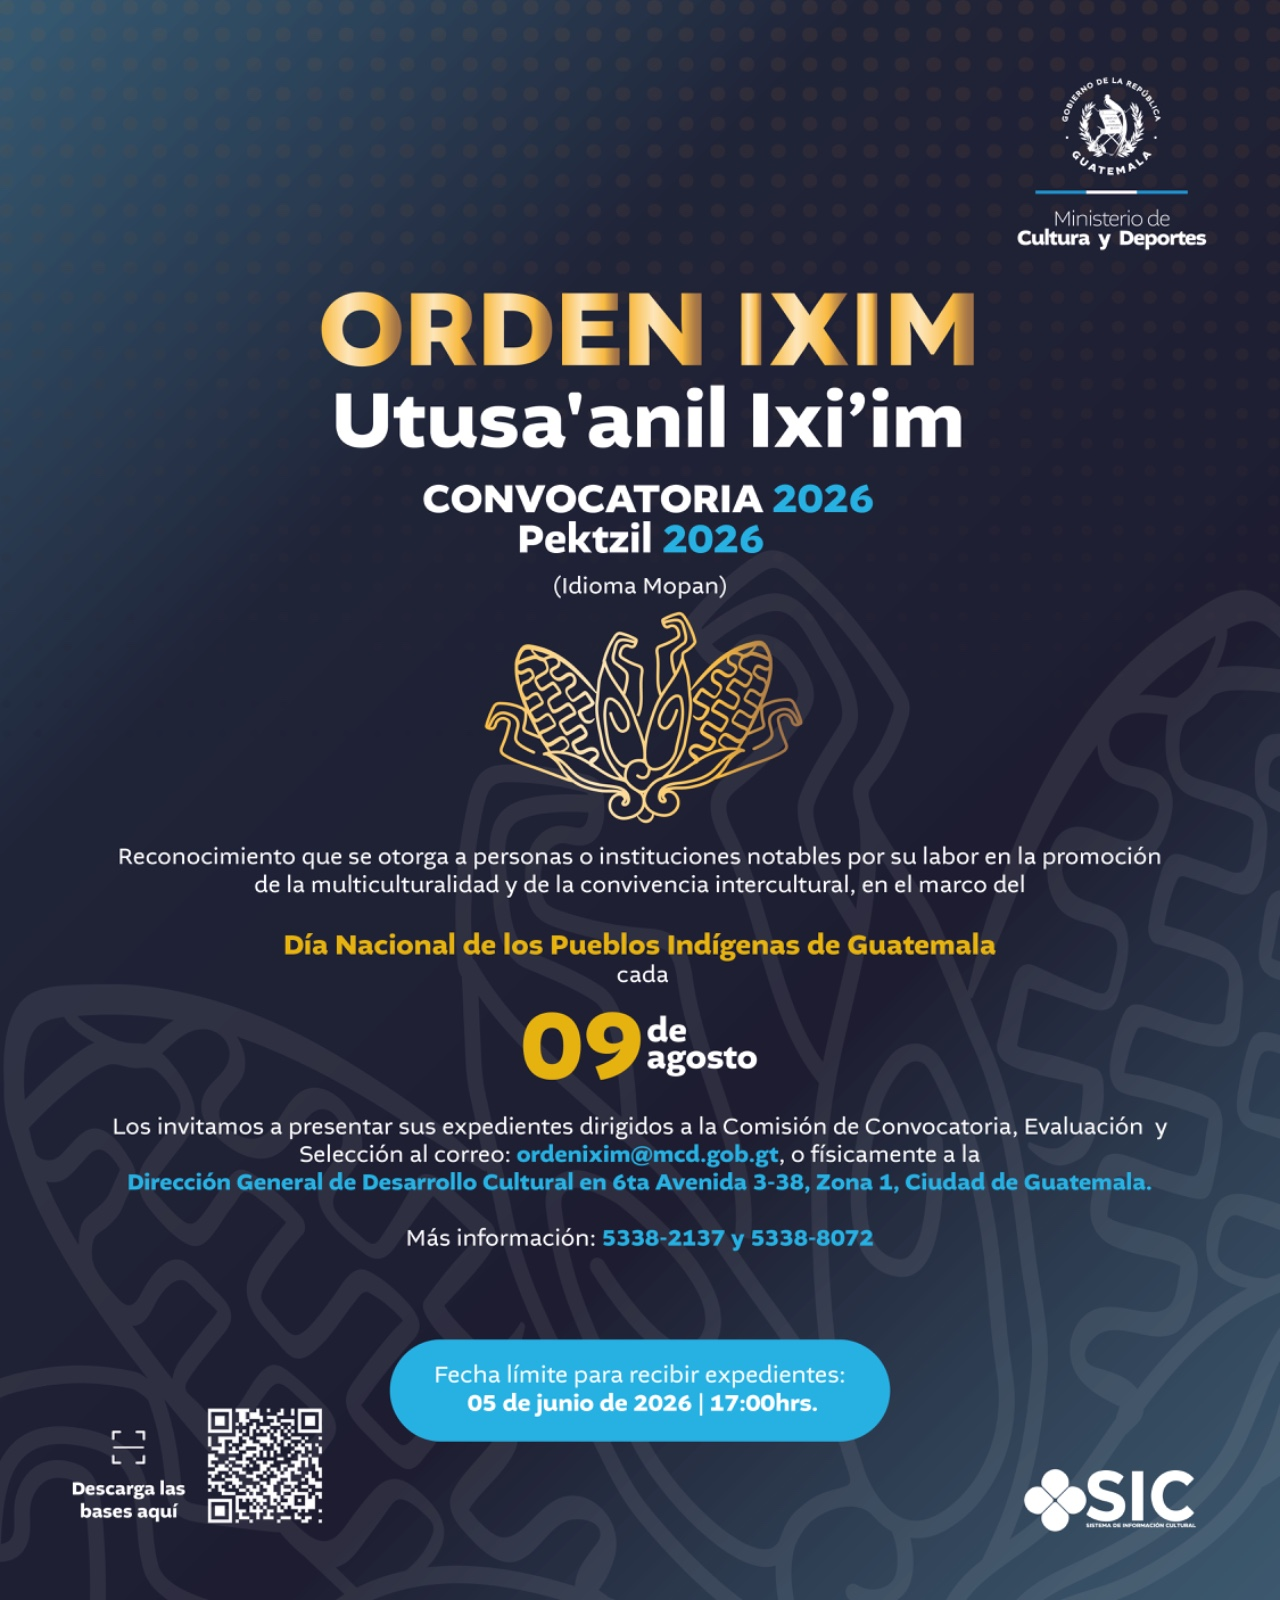 GOBIERNO DE LA REPÚBLICA
GUATEMALA
Ministerio de
Cultura y Deportes
ORDEN IXIM
Utusa'anil Ixi’im
CONVOCATORIA 2026
Pektzil 2026
(Idioma Mopan)
Reconocimiento que se otorga a personas o instituciones notables por su labor en la promoción
de la multiculturalidad y de la convivencia intercultural, en el marco del
Día Nacional de los Pueblos Indígenas de Guatemala
cada
09 de
agosto
Los invitamos a presentar sus expedientes dirigidos a la Comisión de Convocatoria, Evaluación y
Selección al correo: ordenixim@mcd.gob.gt, o físicamente a la
Dirección General de Desarrollo Cultural en 6ta Avenida 3-38, Zona 1, Ciudad de Guatemala.
Más información: 5338-2137 y 5338-8072
Fecha límite para recibir expedientes:
05 de junio de 2026 | 17:00hrs.
Descarga las
bases aquí
SIC
SISTEMA DE INFORMACIÓN CULTURAL